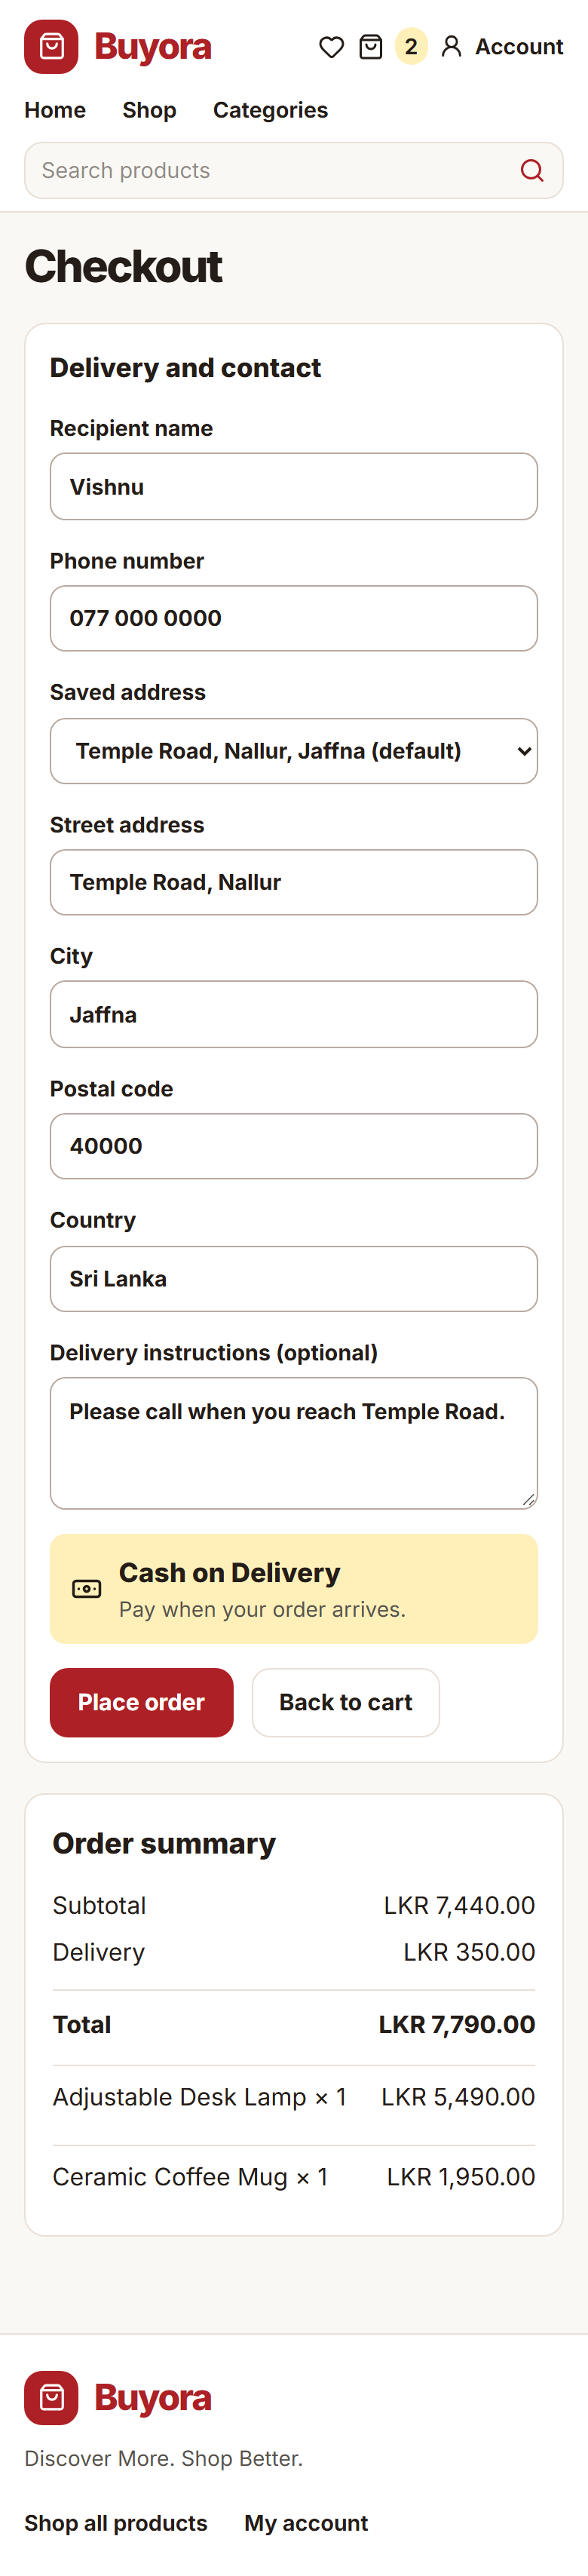 Buyora
2
Account
Home Shop Categories
Search products
Checkout
Delivery and contact
Recipient name
Vishnu
Phone number
077 000 0000
Saved address
Temple Road, Nallur, Jaffna (default)
Street address
Temple Road, Nallur
City
Jaffna
Postal code
40000
Country
Sri Lanka
Delivery instructions (optional)
Please call when you reach Temple Road.
Cash on Delivery
Pay when your order arrives.
Place order Back to cart
Order summary
Subtotal LKR 7,440.00
Delivery LKR 350.00
Total LKR 7,790.00
Adjustable Desk Lamp × 1 LKR 5,490.00
Ceramic Coffee Mug × 1 LKR 1,950.00
Buyora
Discover More. Shop Better.
Shop all products My account